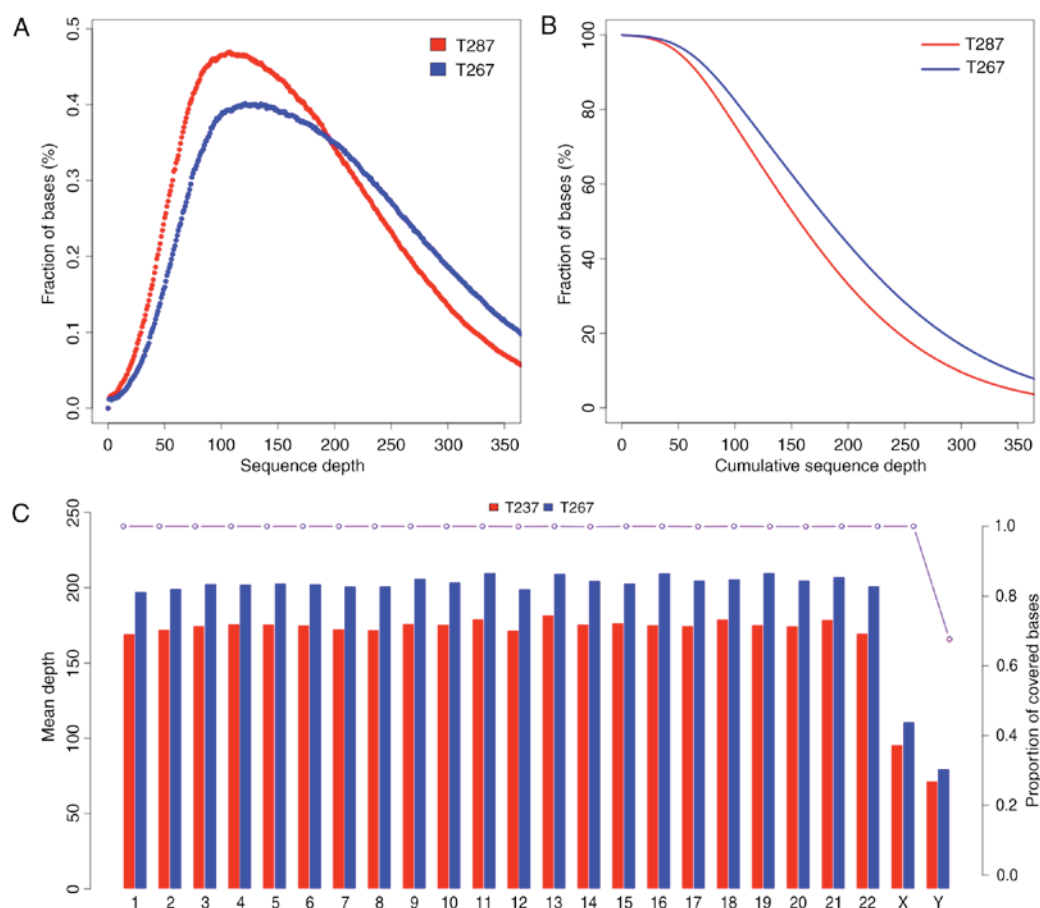 A
0.5
0.4
0.3
0.2
0.1
0.0
Fraction of bases (%)
T287
T267
0
50
100
150
200
250
300
350
Sequence depth
B
100
80
60
40
20
0
Fraction of bases (%)
T287
T267
0
50
100
150
200
250
300
350
Cumulative sequence depth
C
T237
T267
250
200
150
100
50
0
Mean depth
1.0
0.8
0.6
0.4
0.2
0.0
Proportion of covered bases
1 2 3 4 5 6 7 8 9 10 11 12 13 14 15 16 17 18 19 20 21 22 X Y